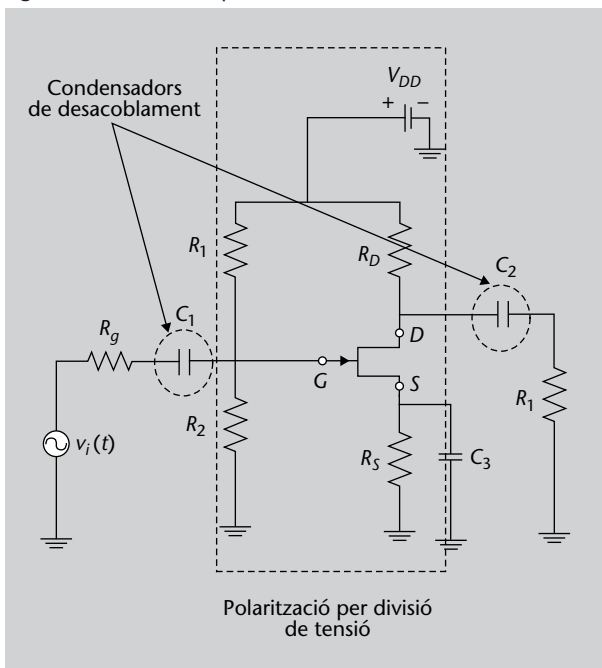 Condensadors
de desacoblament
V_DD
+ −
R_1
R_D
C_2
C_1
R_g
D
G
S
R_2
R_1
v_i(t)
R_S
C_3
Polarització per divisió
de tensió